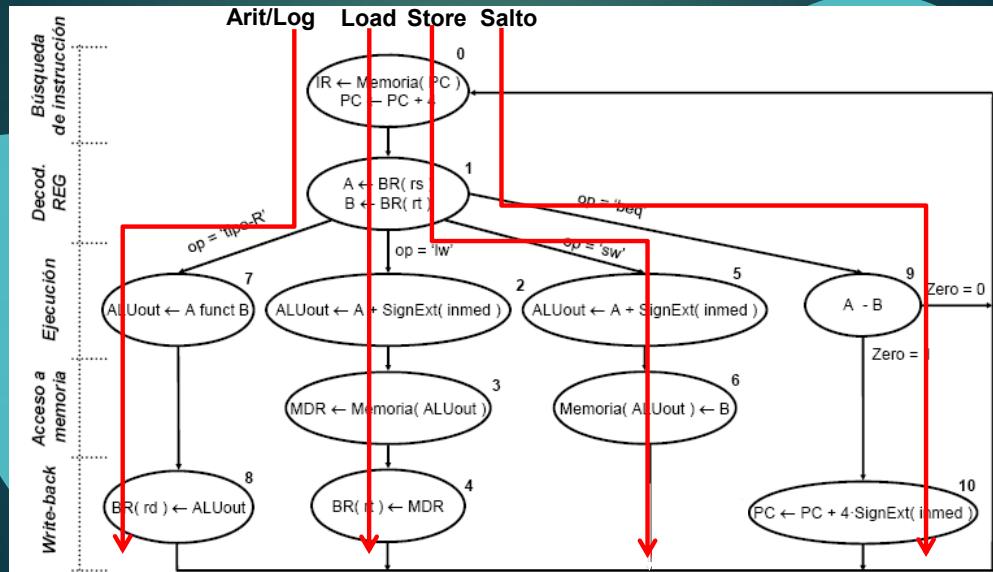 Arit/Log Load Store Salto
Búsqueda
de instrucción
0
IR ← Memoria( PC )
PC ← PC + 4
Decod.
REG
1
A ← BR( rs )
B ← BR( rt )
op = 'tipo-R'
op = 'lw'
op = 'sw'
op = 'beq'
Ejecución
7
ALUout ← A funct B
2
ALUout ← A + SignExt( inmed )
5
ALUout ← A + SignExt( inmed )
9
A - B
Zero = 0
Zero = 1
Acceso a
memoria
3
MDR ← Memoria( ALUout )
6
Memoria( ALUout ) ← B
Write-back
8
BR( rd ) ← ALUout
4
BR( rt ) ← MDR
10
PC ← PC + 4·SignExt( inmed )